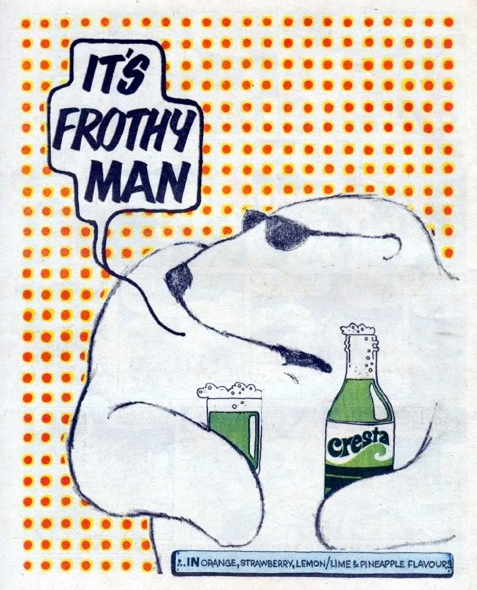 IT'S
FROTHY
MAN
cresta
...IN ORANGE, STRAWBERRY, LEMON/LIME & PINEAPPLE FLAVOURS